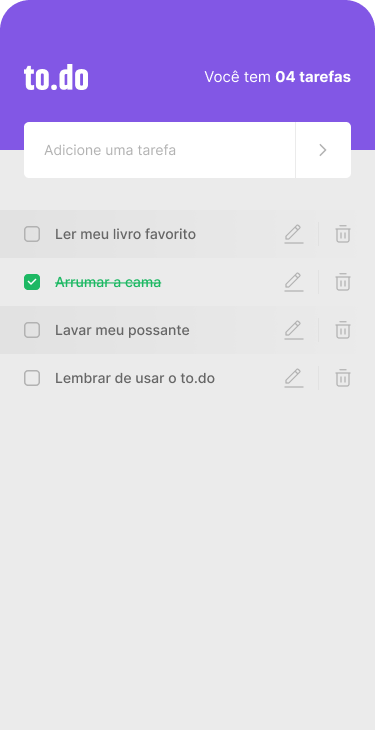 to.do
Você tem 04 tarefas
Adicione uma tarefa
Ler meu livro favorito
Arrumar a cama
Lavar meu possante
Lembrar de usar o to.do